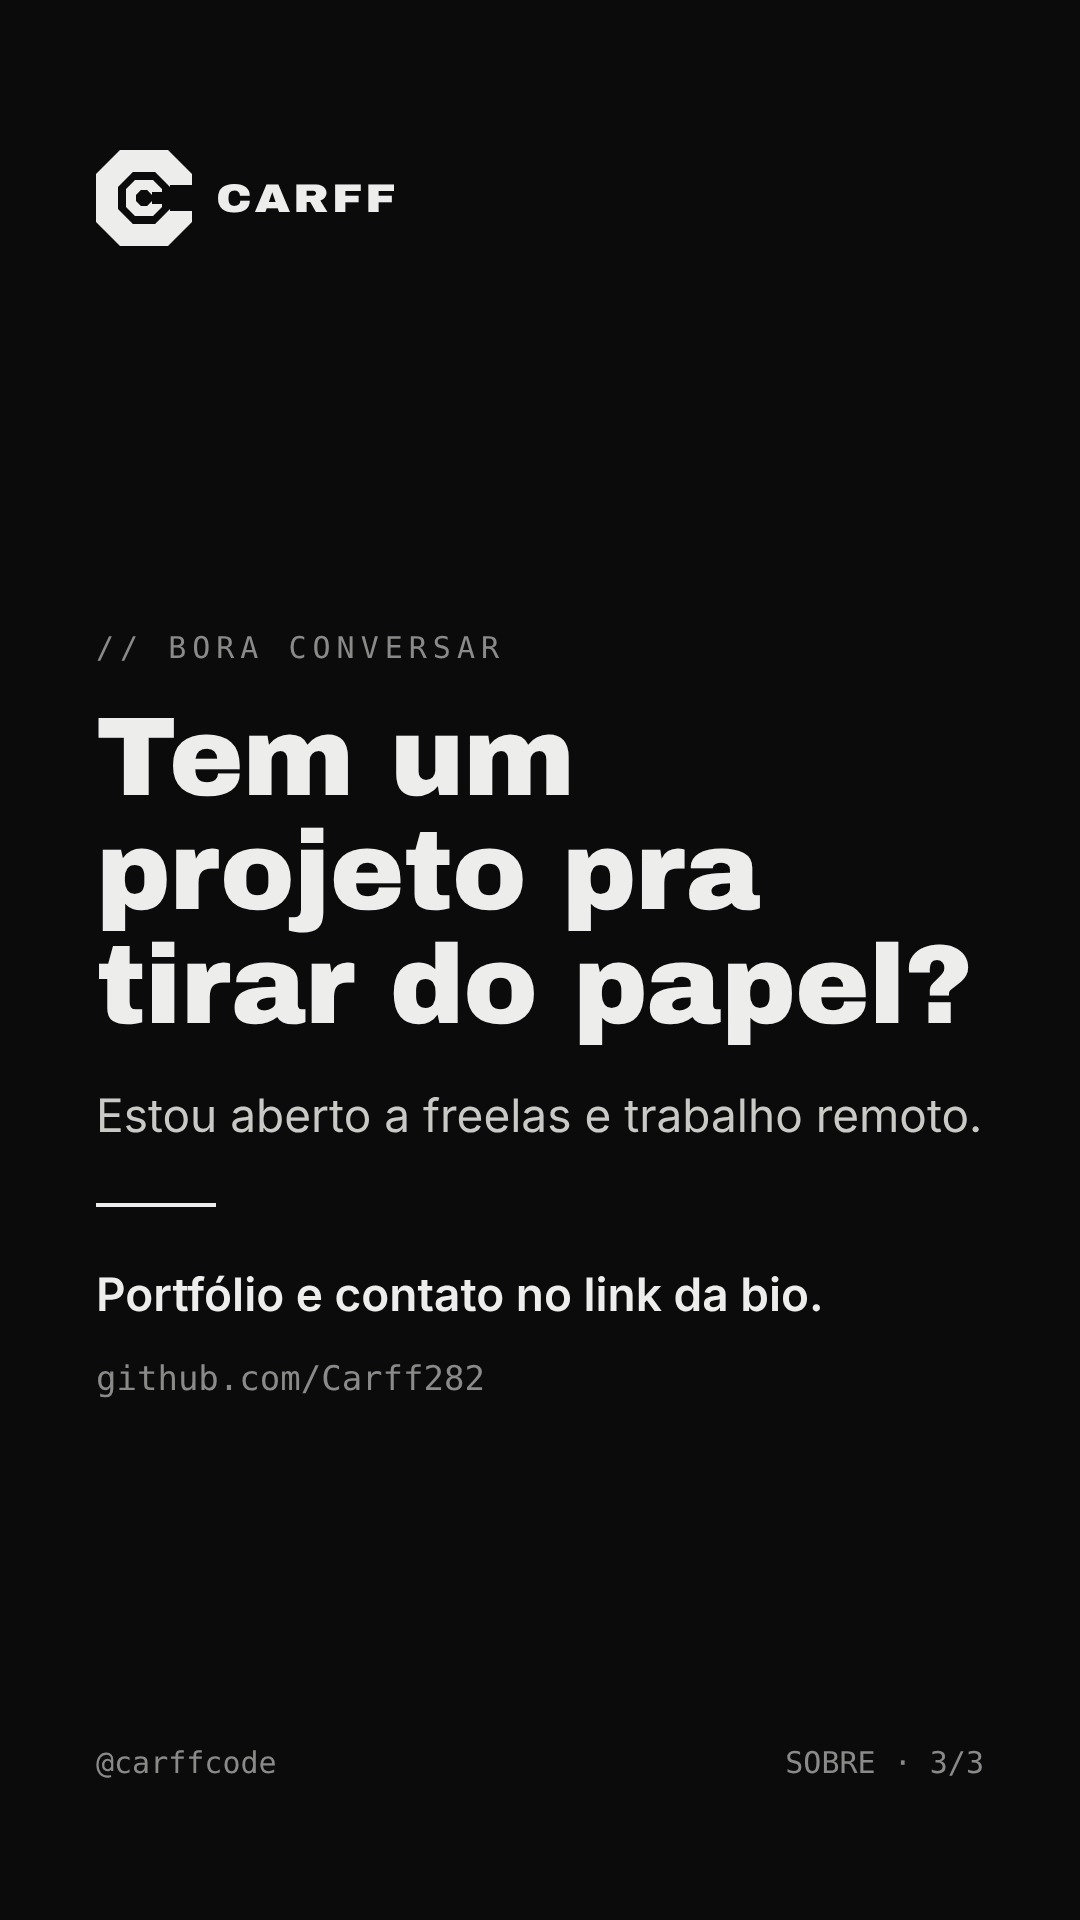 CARFF
// BORA CONVERSAR
Tem um
projeto pra
tirar do papel?
Estou aberto a freelas e trabalho remoto.
Portfólio e contato no link da bio.
github.com/Carff282
@carffcode
SOBRE · 3/3